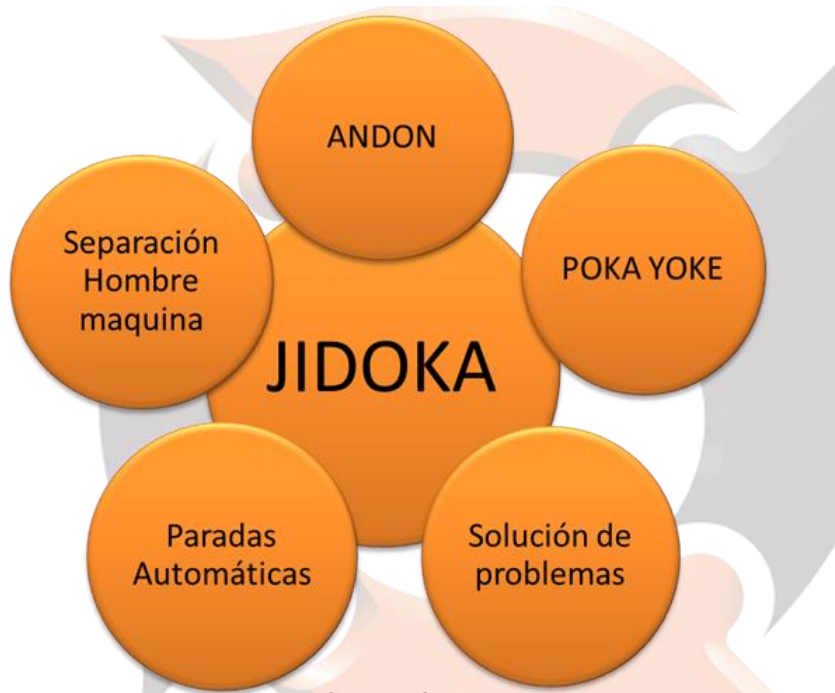 ANDON
POKA YOKE
Separación
Hombre
maquina
JIDOKA
Paradas
Automáticas
Solución de
problemas